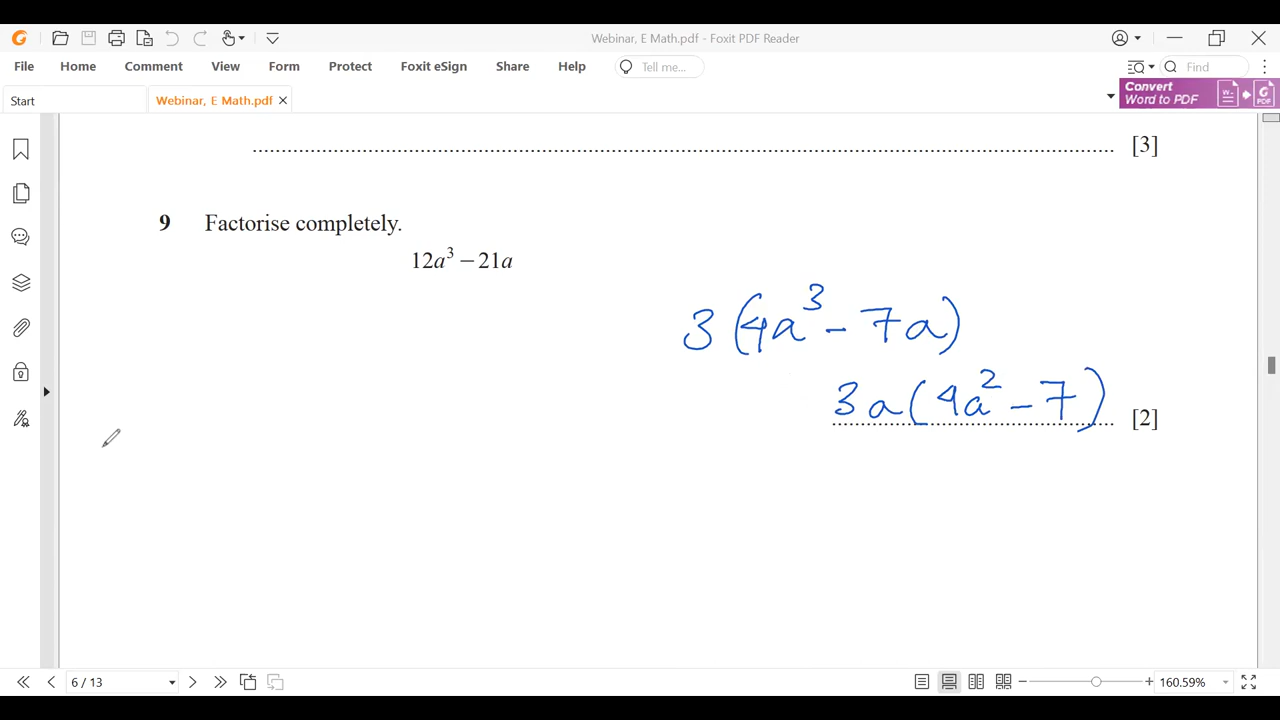 Webinar, E Math.pdf - Foxit PDF Reader
File Home Comment View Form Protect Foxit eSign Share Help Tell me... Find
Start Webinar, E Math.pdf Convert Word to PDF PDF
.................... [3]
9 Factorise completely.
12a³ − 21a
3 (4a³ - 7a)
3a (4a² - 7)
.................... [2]
6 / 13 160.59%